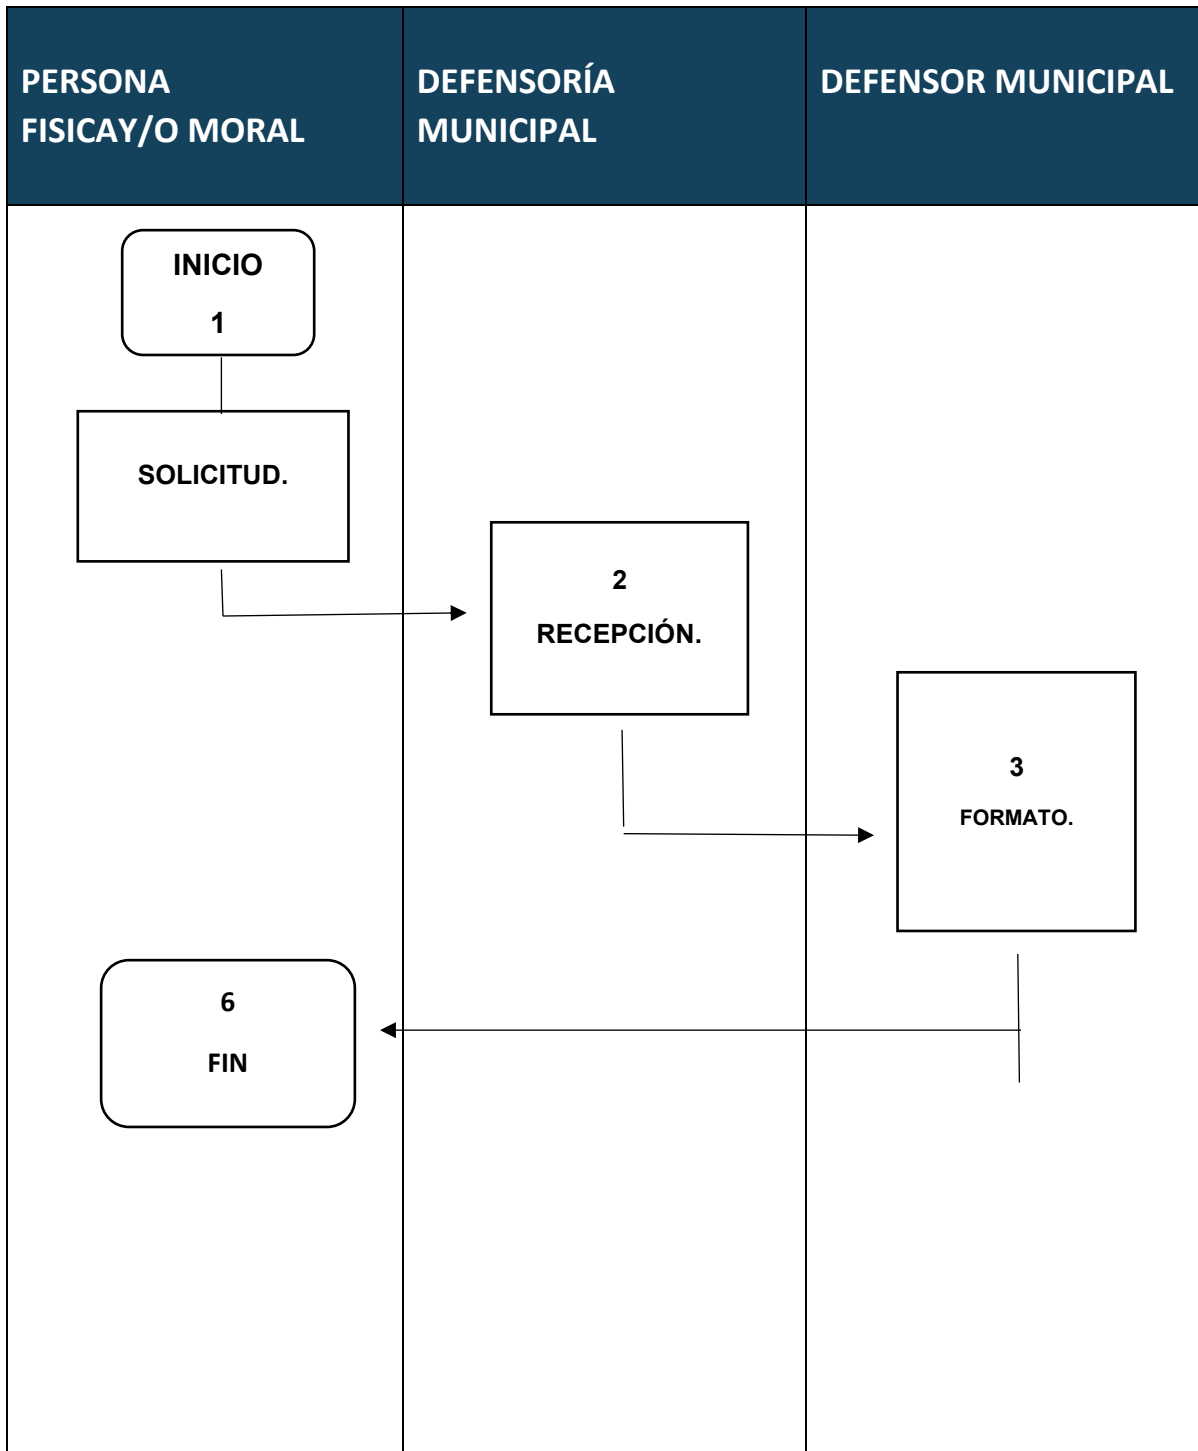 PERSONA
FISICAY/O MORAL
DEFENSORÍA
MUNICIPAL
DEFENSOR MUNICIPAL
INICIO
1
SOLICITUD.
2
RECEPCIÓN.
3
FORMATO.
6
FIN